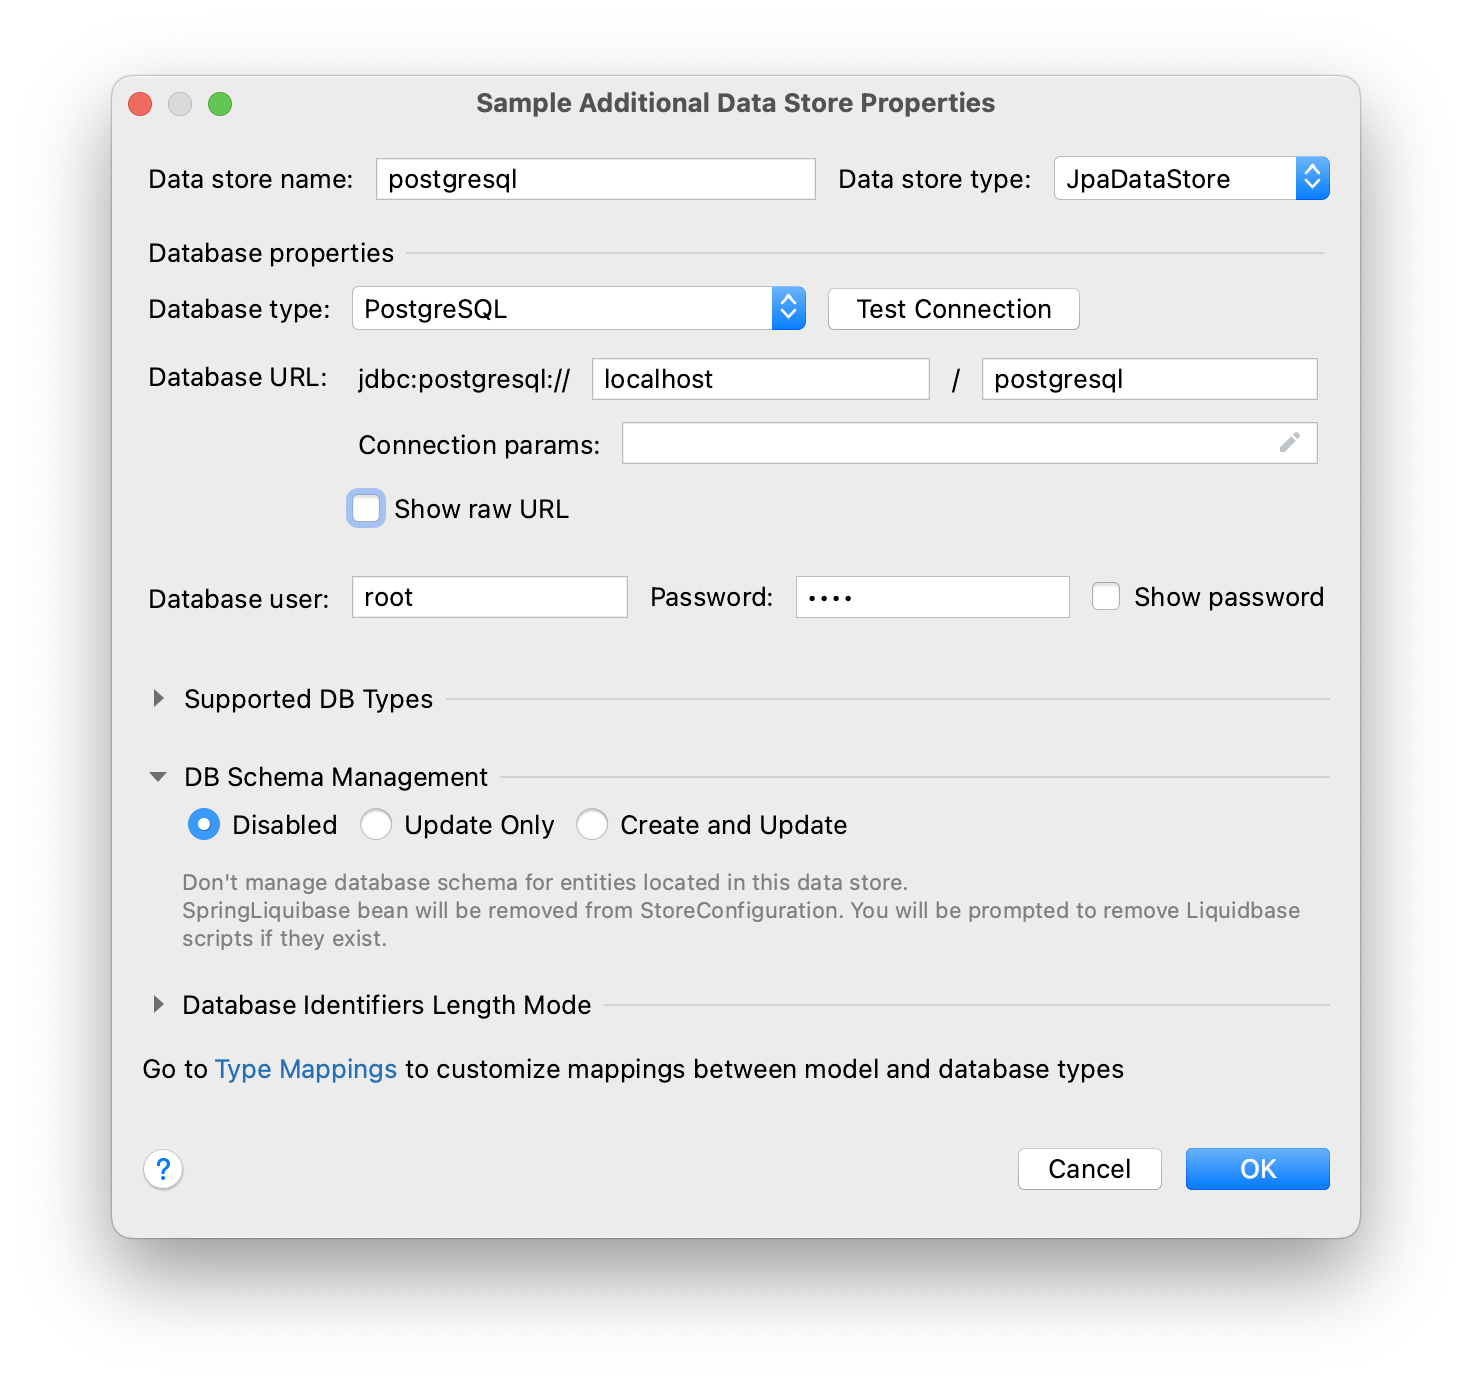 Sample Additional Data Store Properties
Data store name: postgresql Data store type: JpaDataStore
Database properties
Database type: PostgreSQL Test Connection
Database URL: jdbc:postgresql:// localhost / postgresql
Connection params:
Show raw URL
Database user: root Password: •••• Show password
Supported DB Types
DB Schema Management
Disabled Update Only Create and Update
Don't manage database schema for entities located in this data store.
SpringLiquibase bean will be removed from StoreConfiguration. You will be prompted to remove Liquidbase
scripts if they exist.
Database Identifiers Length Mode
Go to Type Mappings to customize mappings between model and database types
? Cancel OK